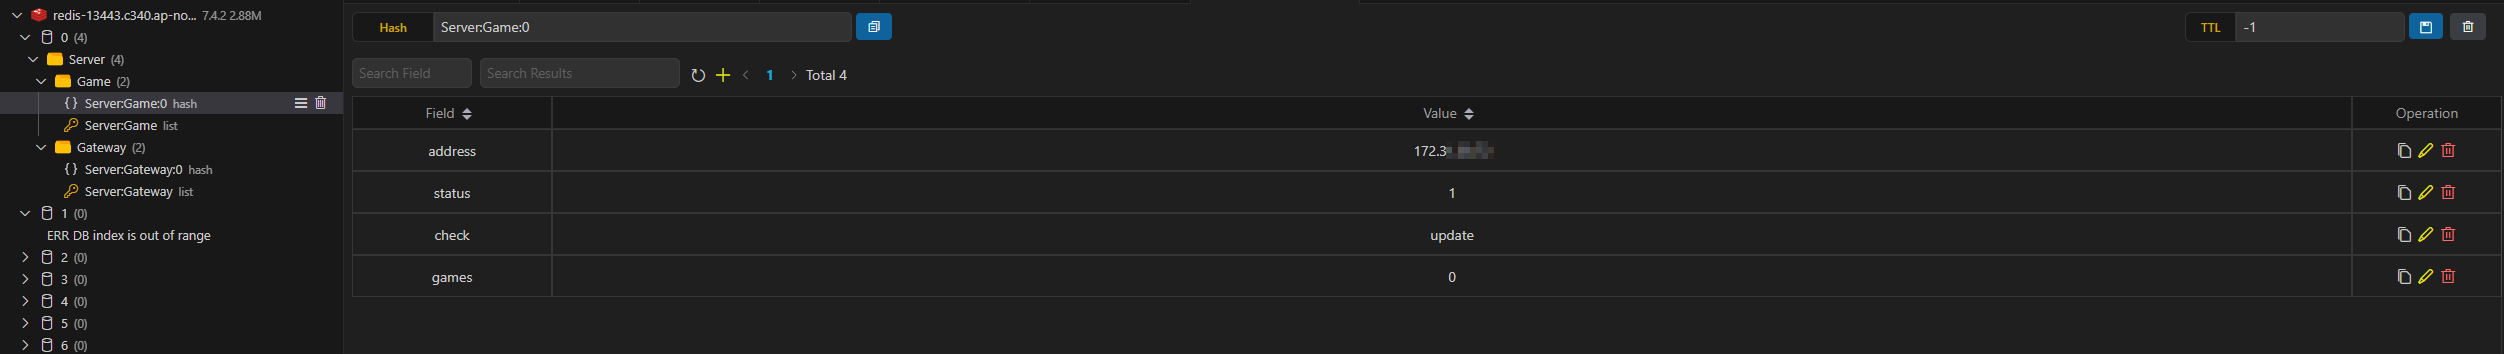 redis-13443.c340.ap-no... 7.4.2 2.88M
0 (4)
Server (4)
Game (2)
Server:Game:0 hash
Server:Game list
Gateway (2)
Server:Gateway:0 hash
Server:Gateway list
1 (0)
ERR DB index is out of range
2 (0)
3 (0)
4 (0)
5 (0)
6 (0)
Hash Server:Game:0 TTL -1
Search Field Search Results 1 Total 4
Field Value Operation
address 172.3
status 1
check update
games 0